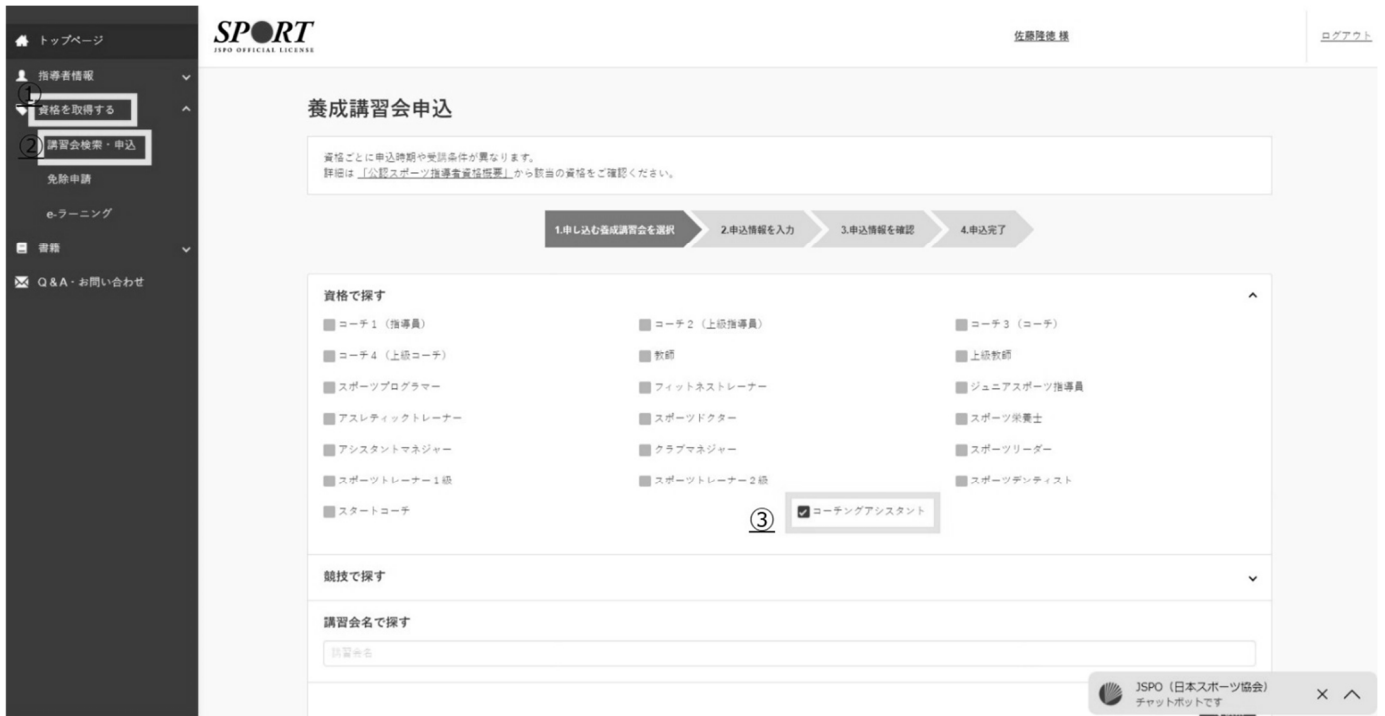 トップページ
指導者情報
①
資格を取得する
② 講習会検索・申込
免除申請
e-ラーニング
書籍
Q&A・お問い合わせ
SPORT
JSPO OFFICIAL LICENSE
佐藤隆徳 様
ログアウト
養成講習会申込
資格ごとに申込時期や受講条件が異なります。
詳細は「公認スポーツ指導者資格概要」から該当の資格をご確認ください。
1.申し込む養成講習会を選択 2.申込情報を入力 3.申込情報を確認 4.申込完了
資格で探す
コーチ1(指導員) コーチ2(上級指導員) コーチ3(コーチ)
コーチ4(上級コーチ) 教師 上級教師
スポーツプログラマー フィットネストレーナー ジュニアスポーツ指導員
アスレティックトレーナー スポーツドクター スポーツ栄養士
アシスタントマネジャー クラブマネジャー スポーツリーダー
スポーツトレーナー1級 スポーツトレーナー2級 スポーツデンティスト
スタートコーチ ③ コーチングアシスタント
競技で探す
講習会名で探す
講習会名
JSPO(日本スポーツ協会)
チャットボットです